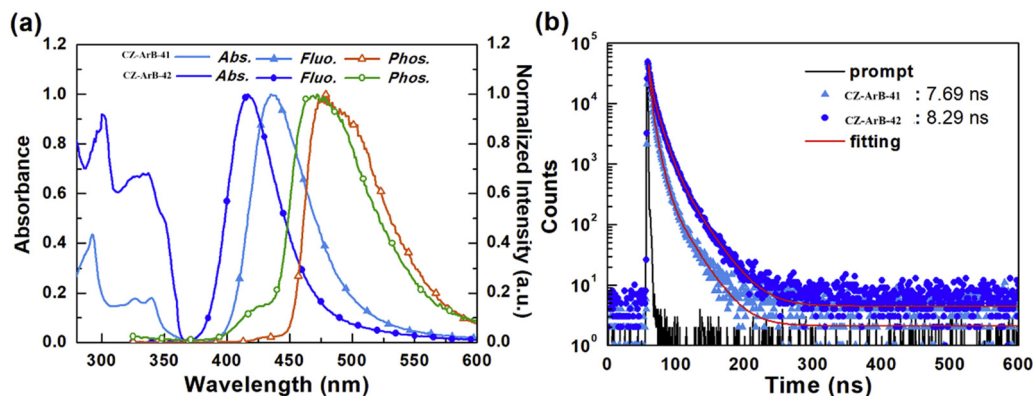 (a)
CZ-ArB-41 Abs. Fluo. Phos.
CZ-ArB-42 Abs. Fluo. Phos.
Absorbance
1.2
1.0
0.8
0.6
0.4
0.2
0.0
300 350 400 450 500 550 600
Wavelength (nm)
1.2
1.0
0.8
0.6
0.4
0.2
0.0
Normalized Intensity (a.u.)
(b)
Counts
10^5
10^4
10^3
10^2
10^1
10^0
prompt
CZ-ArB-41 : 7.69 ns
CZ-ArB-42 : 8.29 ns
fitting
0 100 200 300 400 500 600
Time (ns)